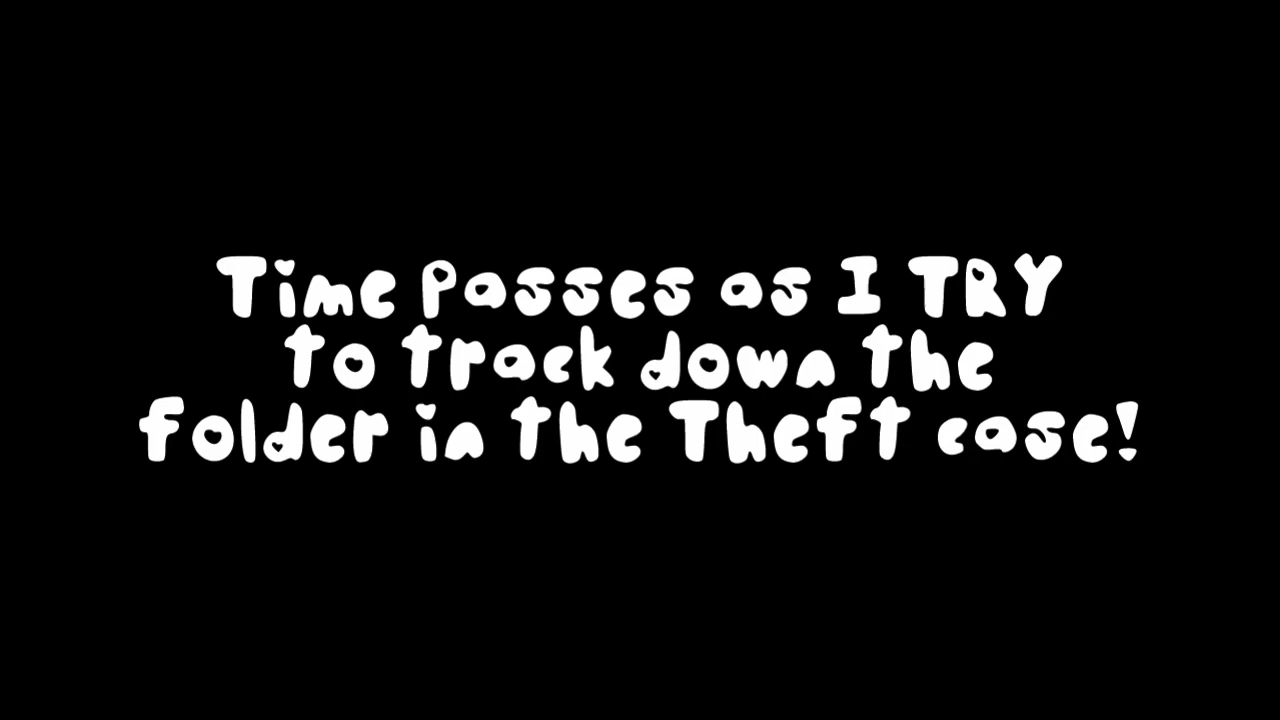 Time Passes as I TRY
to track down the
folder in the Theft case!